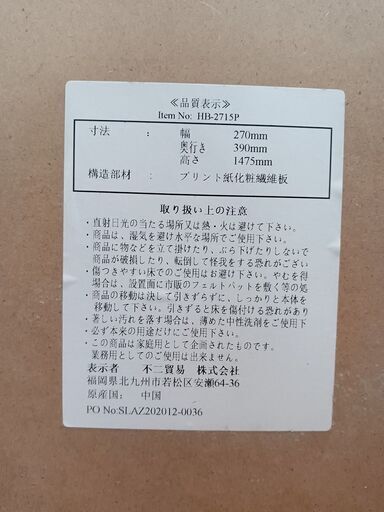 ≪品質表示≫
Item No: HB-2715P
寸法 : 幅 270mm
奥行き 390mm
高さ 1475mm
構造部材 : プリント紙化粧繊維板
取り扱い上の注意
・直射日光の当たる場所又は熱・火は避けて下さい。
・商品は、湿気を避け水平な場所でご使用下さい。
・商品に物などを立て掛けたり、ぶら下げたりしないで
商品が破損したり、転倒して怪我をする恐れがござい
・傷つきやすい床でのご使用はお避け下さい。やむを得
場合は、設置面に市販のフェルトパットを敷く等の処
・商品の移動は決して引きずらずに、しっかりと本体を
移動して下さい。引きずると床を傷付ける恐れがあり
・著しい汚れを落す場合は、薄めた中性洗剤をご使用下
・必ず本来の用途だけにご使用下さい。
・この商品は家庭用として企画されたものです。
業務用としてのご使用は出来ません。
表示者 不二貿易 株式会社
福岡県北九州市若松区安瀬64-36
原産国: 中国
PO No:SLAZ202012-0036